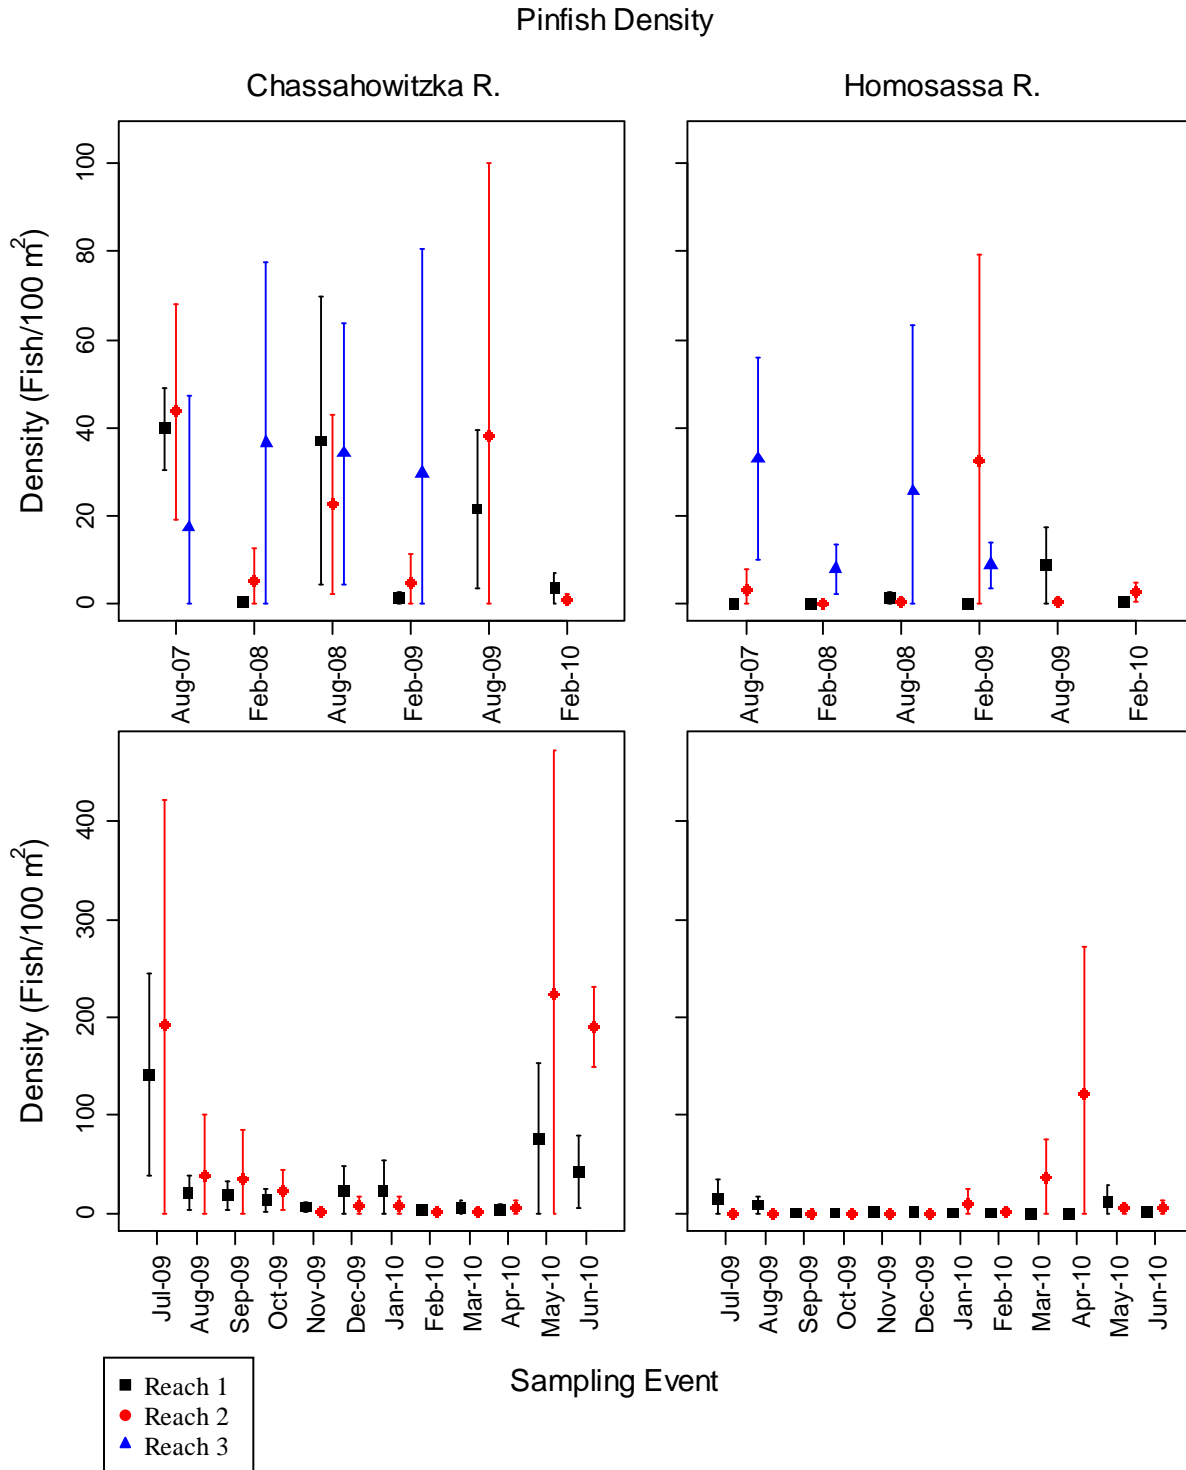 Pinfish Density
Chassahowitzka R.
Homosassa R.
Density (Fish/100 m²)
100
80
60
40
20
0
Aug-07
Feb-08
Aug-08
Feb-09
Aug-09
Feb-10
Aug-07
Feb-08
Aug-08
Feb-09
Aug-09
Feb-10
Density (Fish/100 m²)
400
300
200
100
0
Jul-09
Aug-09
Sep-09
Oct-09
Nov-09
Dec-09
Jan-10
Feb-10
Mar-10
Apr-10
May-10
Jun-10
Jul-09
Aug-09
Sep-09
Oct-09
Nov-09
Dec-09
Jan-10
Feb-10
Mar-10
Apr-10
May-10
Jun-10
Sampling Event
Reach 1
Reach 2
Reach 3